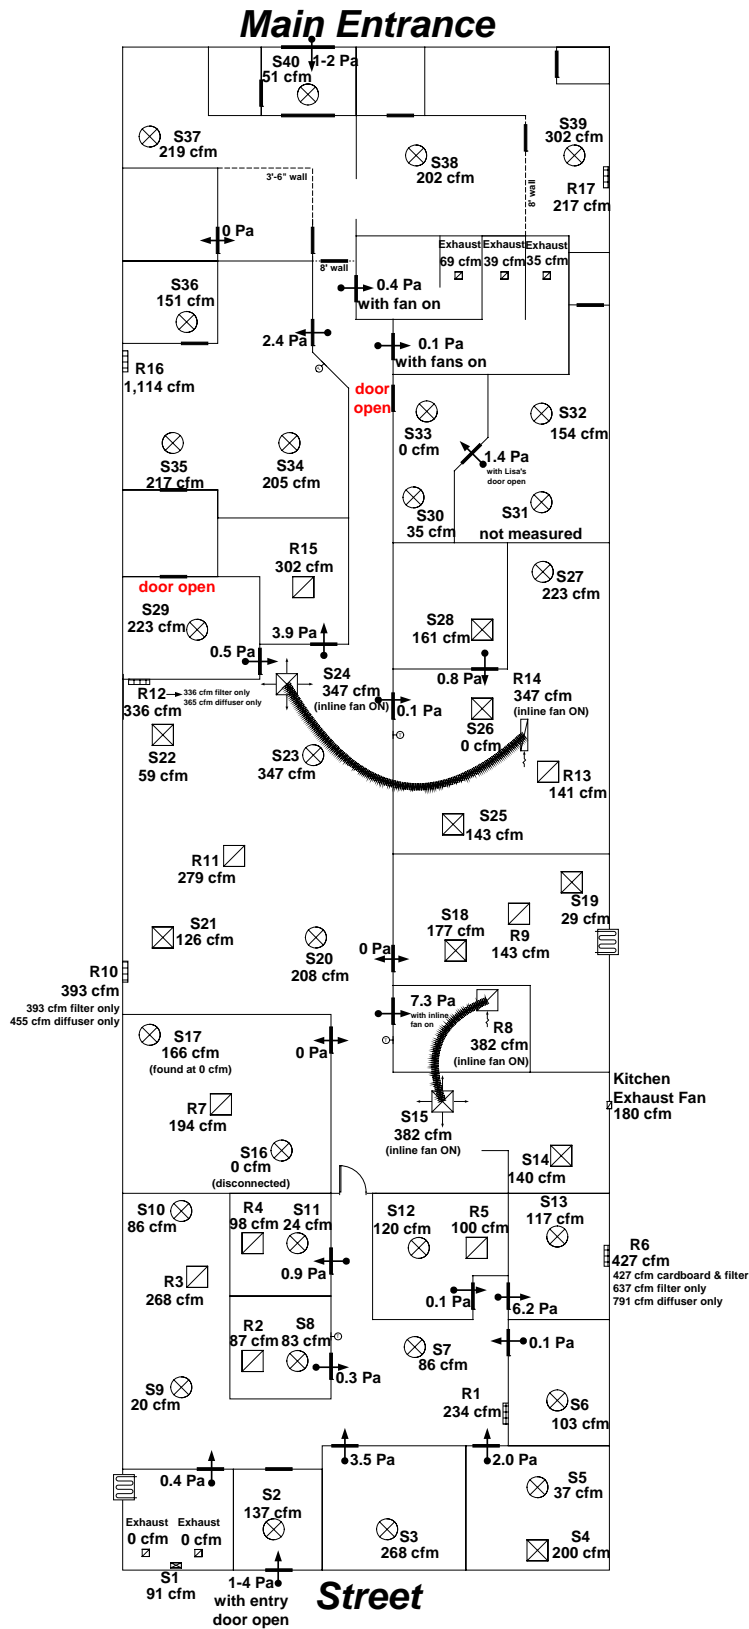 Main Entrance
S40
51 cfm
1-2 Pa
S37
219 cfm
S38
202 cfm
S39
302 cfm
R17
217 cfm
3'-6" wall
8' wall
0 Pa
8' wall
Exhaust
69 cfm
Exhaust
39 cfm
Exhaust
35 cfm
S36
151 cfm
0.4 Pa
with fan on
2.4 Pa
0.1 Pa
with fans on
R16
1,114 cfm
door
open
S33
0 cfm
S32
154 cfm
S35
217 cfm
S34
205 cfm
1.4 Pa
with Lisa's
door open
S30
35 cfm
S31
not measured
R15
302 cfm
S27
223 cfm
door open
S29
223 cfm
S28
161 cfm
3.9 Pa
0.5 Pa
S24
347 cfm
(inline fan ON)
0.8 Pa
R14
347 cfm
(inline fan ON)
R12
336 cfm
336 cfm filter only
365 cfm diffuser only
0.1 Pa
S26
0 cfm
S22
59 cfm
S23
347 cfm
R13
141 cfm
S25
143 cfm
R11
279 cfm
S19
29 cfm
S21
126 cfm
S20
208 cfm
0 Pa
S18
177 cfm
R9
143 cfm
R10
393 cfm
393 cfm filter only
455 cfm diffuser only
7.3 Pa
with inline
fan on
R8
382 cfm
(inline fan ON)
S17
166 cfm
(found at 0 cfm)
0 Pa
Kitchen
Exhaust Fan
180 cfm
R7
194 cfm
S15
382 cfm
(inline fan ON)
S16
0 cfm
(disconnected)
S14
140 cfm
S10
86 cfm
R4
98 cfm
S11
24 cfm
S12
120 cfm
R5
100 cfm
S13
117 cfm
R6
427 cfm
427 cfm cardboard & filter
637 cfm filter only
791 cfm diffuser only
R3
268 cfm
0.9 Pa
0.1 Pa
6.2 Pa
R2
87 cfm
S8
83 cfm
S7
86 cfm
0.1 Pa
0.3 Pa
S9
20 cfm
R1
234 cfm
S6
103 cfm
0.4 Pa
3.5 Pa
2.0 Pa
S2
137 cfm
S5
37 cfm
Exhaust
0 cfm
Exhaust
0 cfm
S3
268 cfm
S4
200 cfm
S1
91 cfm
1-4 Pa
with entry
door open
Street